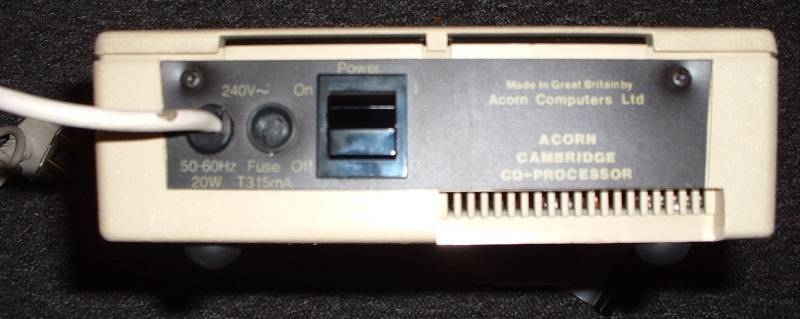 Power
240V~ On I
Made in Great Britain by
Acorn Computers Ltd
ACORN
CAMBRIDGE
CO-PROCESSOR
50-60Hz Fuse Off O
20W T315mA